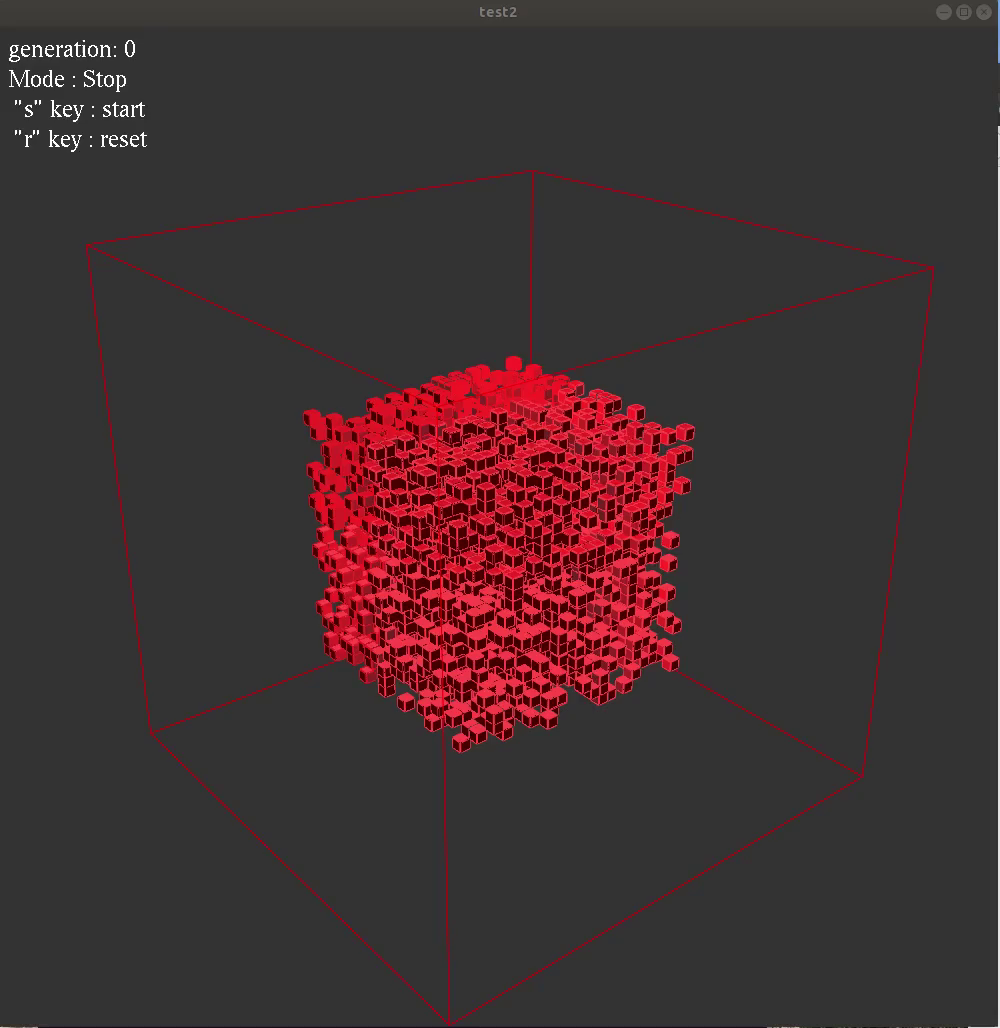 test2
generation: 0
Mode : Stop
"s" key : start
"r" key : reset